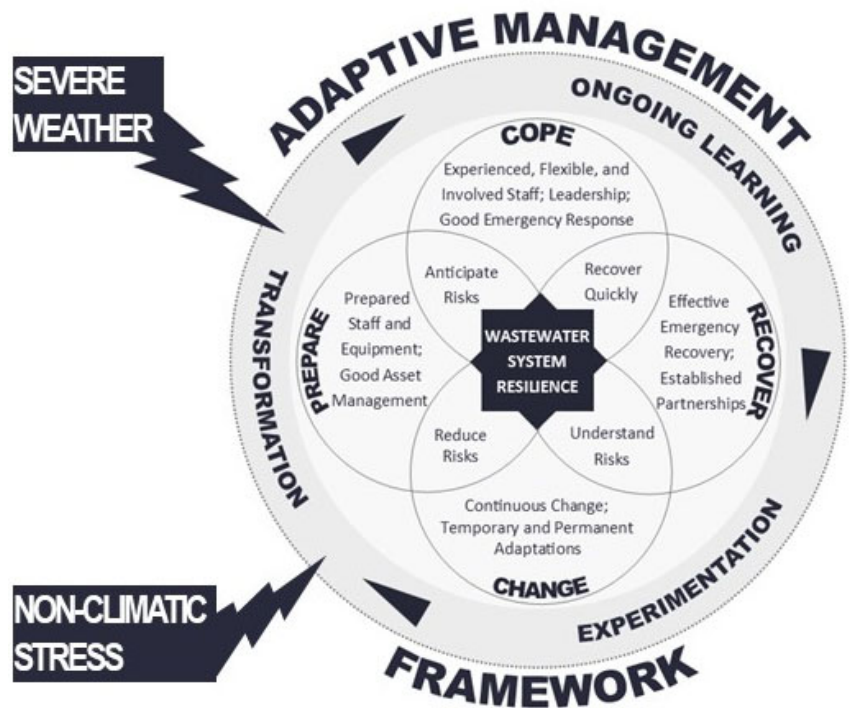 ADAPTIVE MANAGEMENT
SEVERE
WEATHER
ONGOING LEARNING
COPE
Experienced, Flexible, and
Involved Staff; Leadership;
Good Emergency Response
Anticipate
Risks
Recover
Quickly
TRANSFORMATION
PREPARE
Prepared
Staff and
Equipment;
Good Asset
Management
WASTEWATER
SYSTEM
RESILIENCE
Effective
Emergency
Recovery;
Established
Partnerships
RECOVER
Reduce
Risks
Understand
Risks
Continuous Change;
Temporary and Permanent
Adaptations
CHANGE
EXPERIMENTATION
NON-CLIMATIC
STRESS
FRAMEWORK